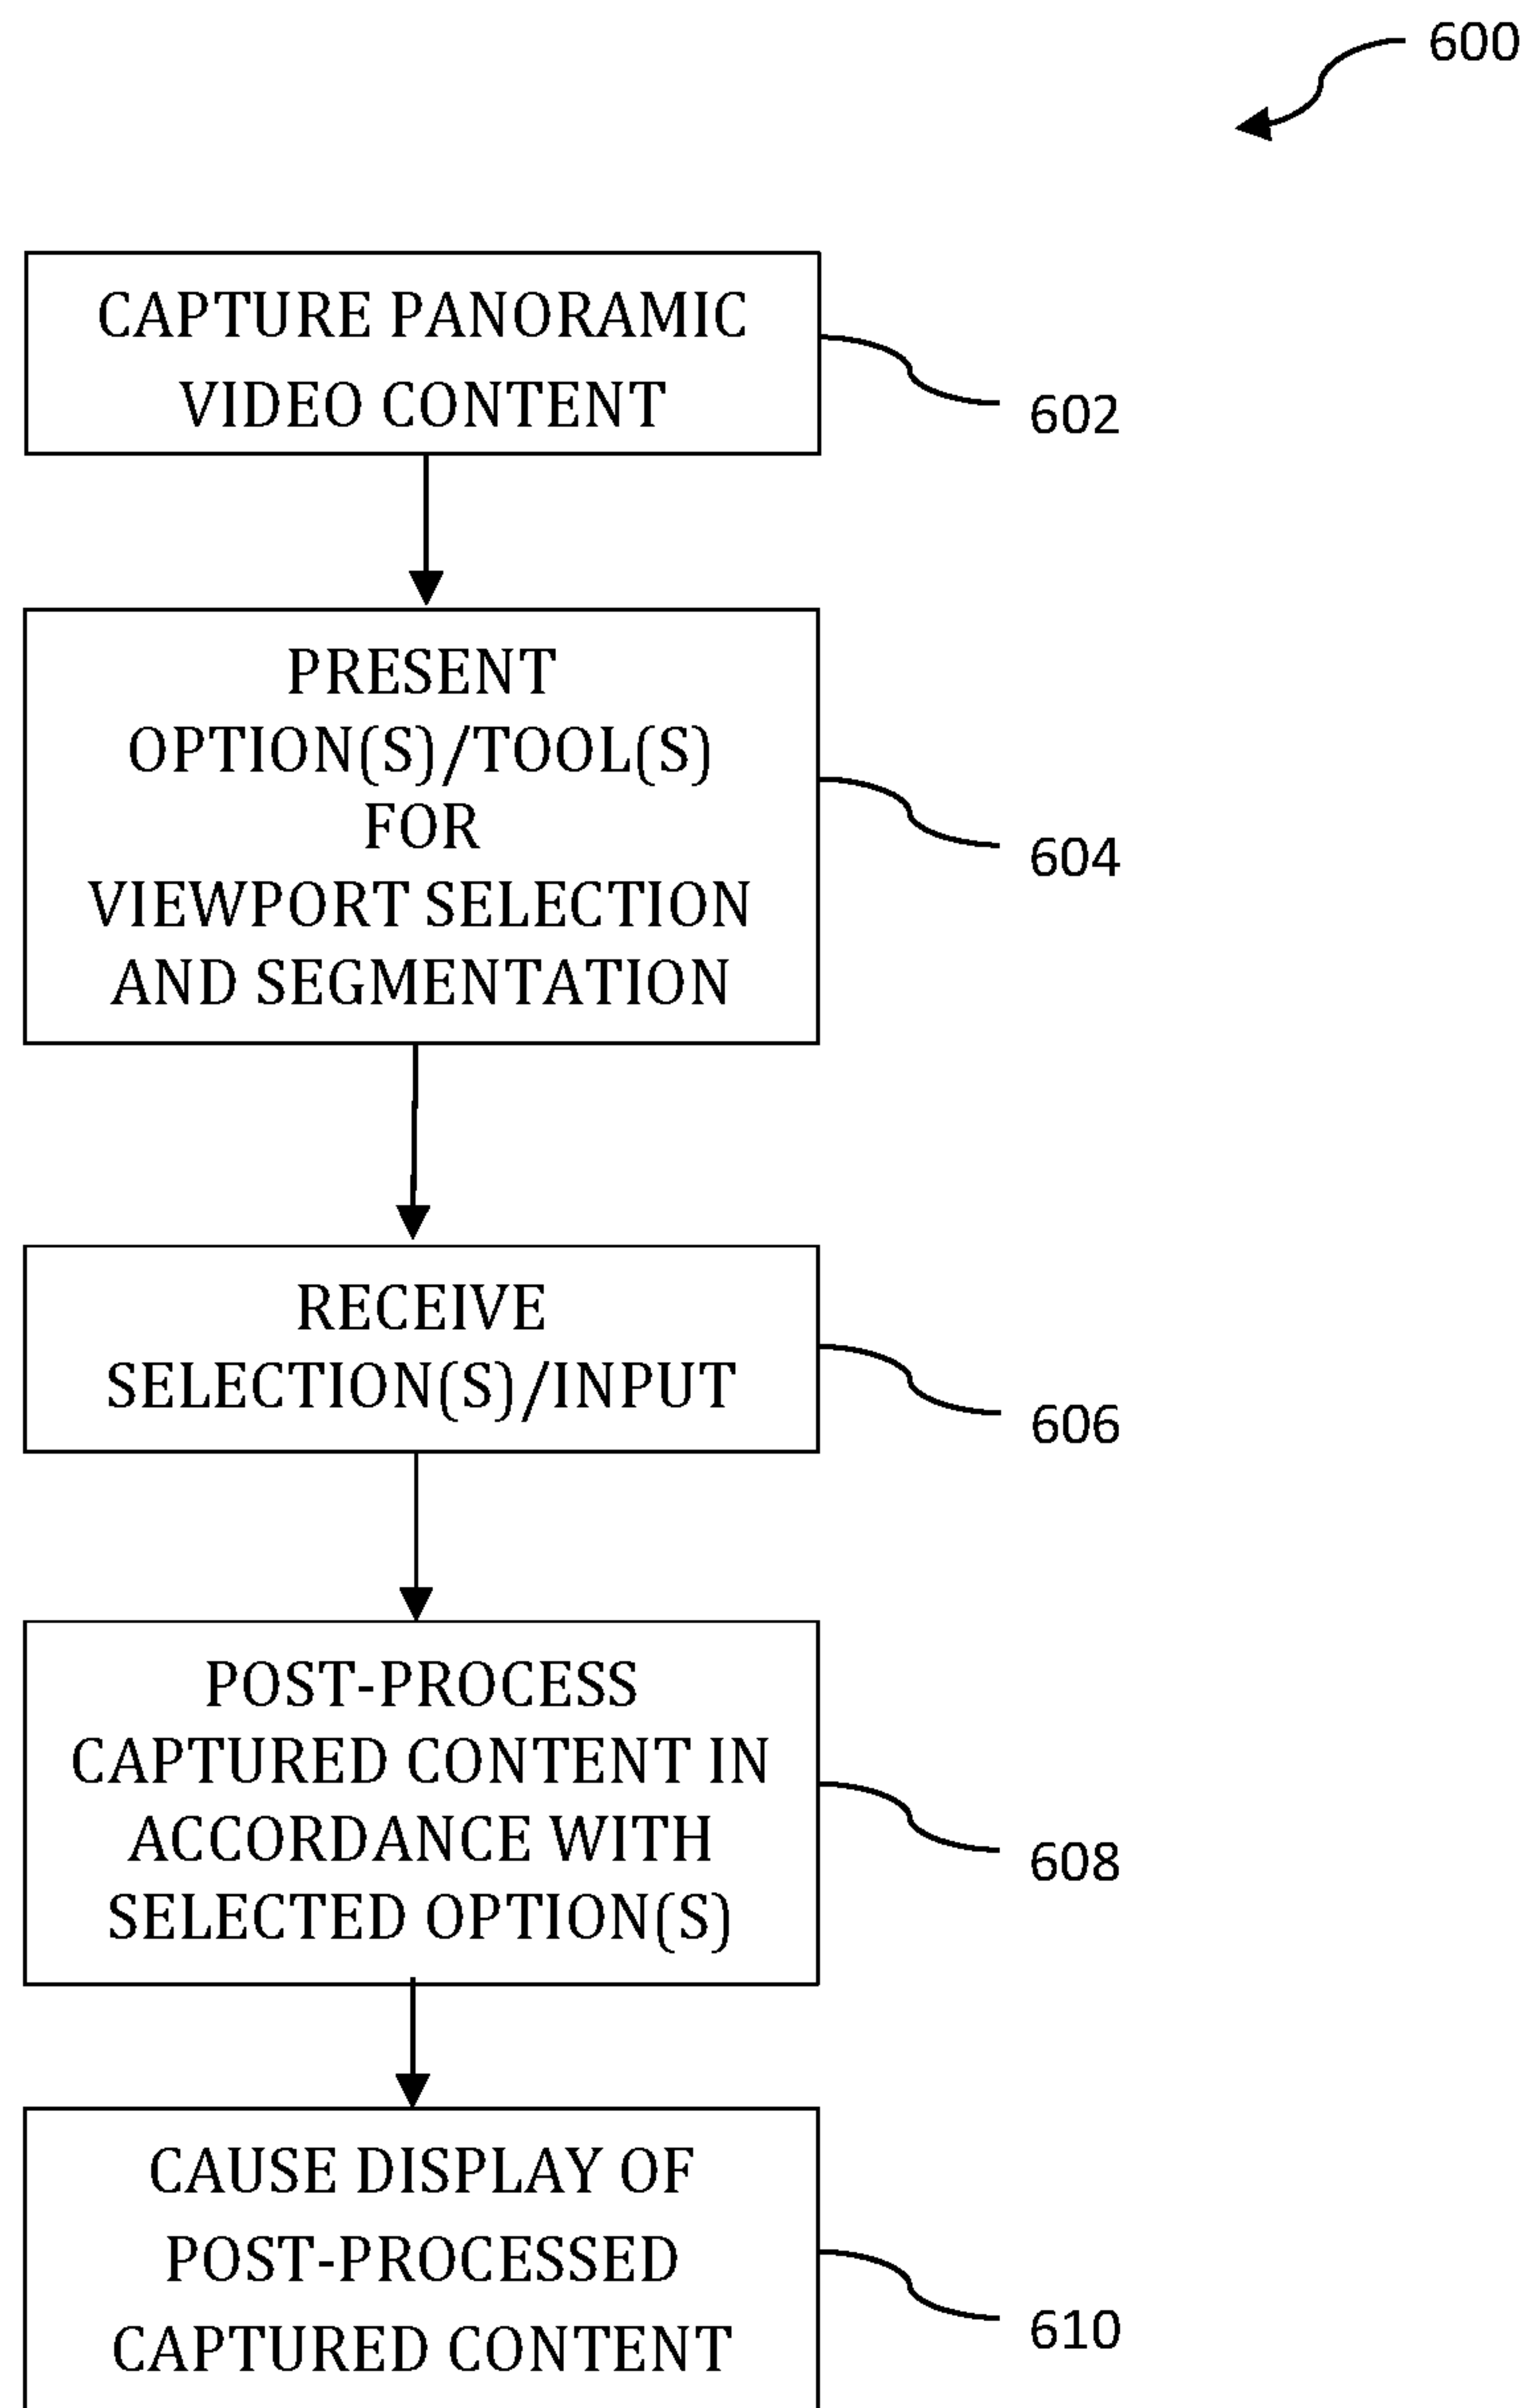 600
CAPTURE PANORAMIC
VIDEO CONTENT
602
PRESENT
OPTION(S)/TOOL(S)
FOR
VIEWPORT SELECTION
AND SEGMENTATION
604
RECEIVE
SELECTION(S)/INPUT
606
POST-PROCESS
CAPTURED CONTENT IN
ACCORDANCE WITH
SELECTED OPTION(S)
608
CAUSE DISPLAY OF
POST-PROCESSED
CAPTURED CONTENT
610